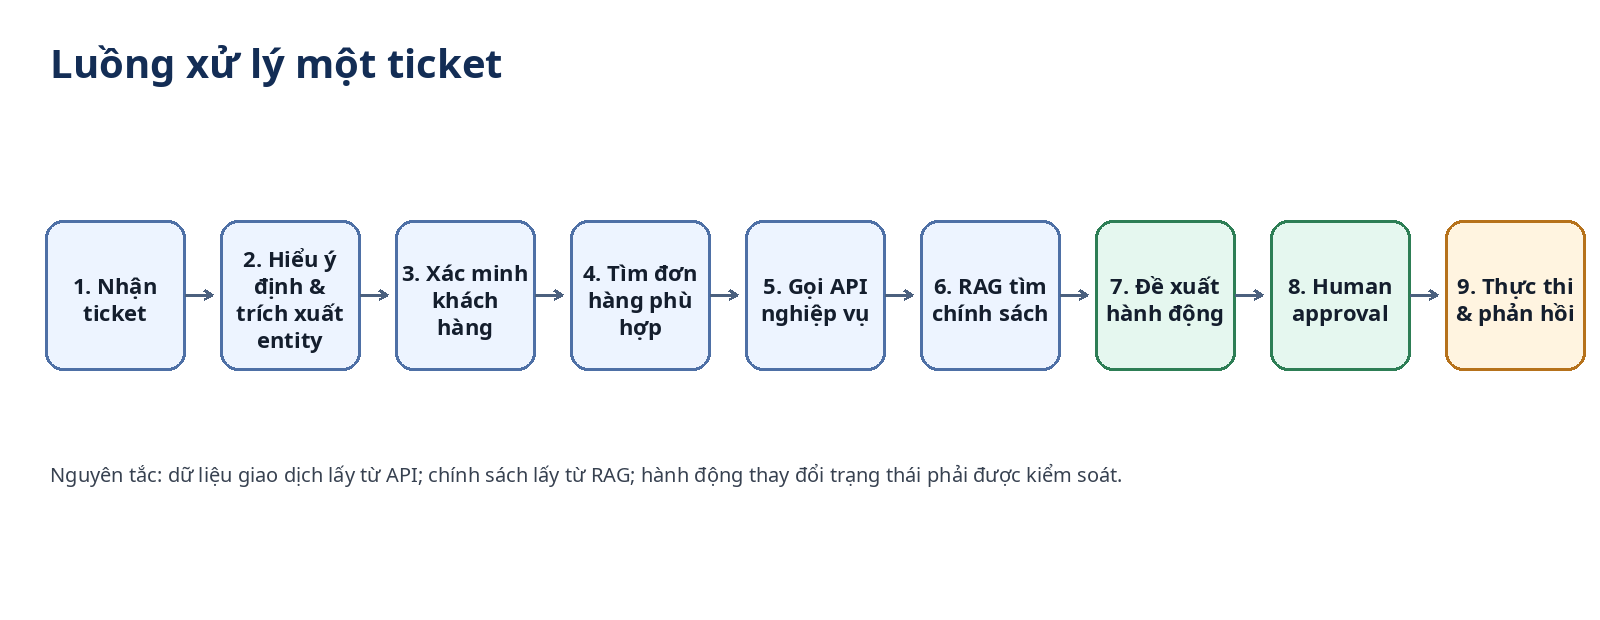 Luồng xử lý một ticket
1. Nhận
ticket
2. Hiểu ý
định &
trích xuất
entity
3. Xác minh
khách
hàng
4. Tìm đơn
hàng phù
hợp
5. Gọi API
nghiệp vụ
6. RAG tìm
chính sách
7. Đề xuất
hành động
8. Human
approval
9. Thực thi
& phản hồi
Nguyên tắc: dữ liệu giao dịch lấy từ API; chính sách lấy từ RAG; hành động thay đổi trạng thái phải được kiểm soát.